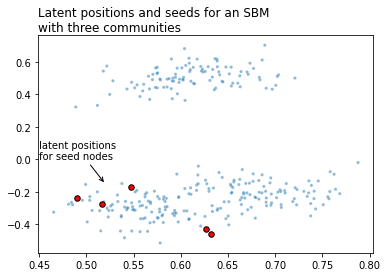 Latent positions and seeds for an SBM
with three communities
0.6
0.4
0.2
0.0
−0.2
−0.4
latent positions
for seed nodes
0.45 0.50 0.55 0.60 0.65 0.70 0.75 0.80